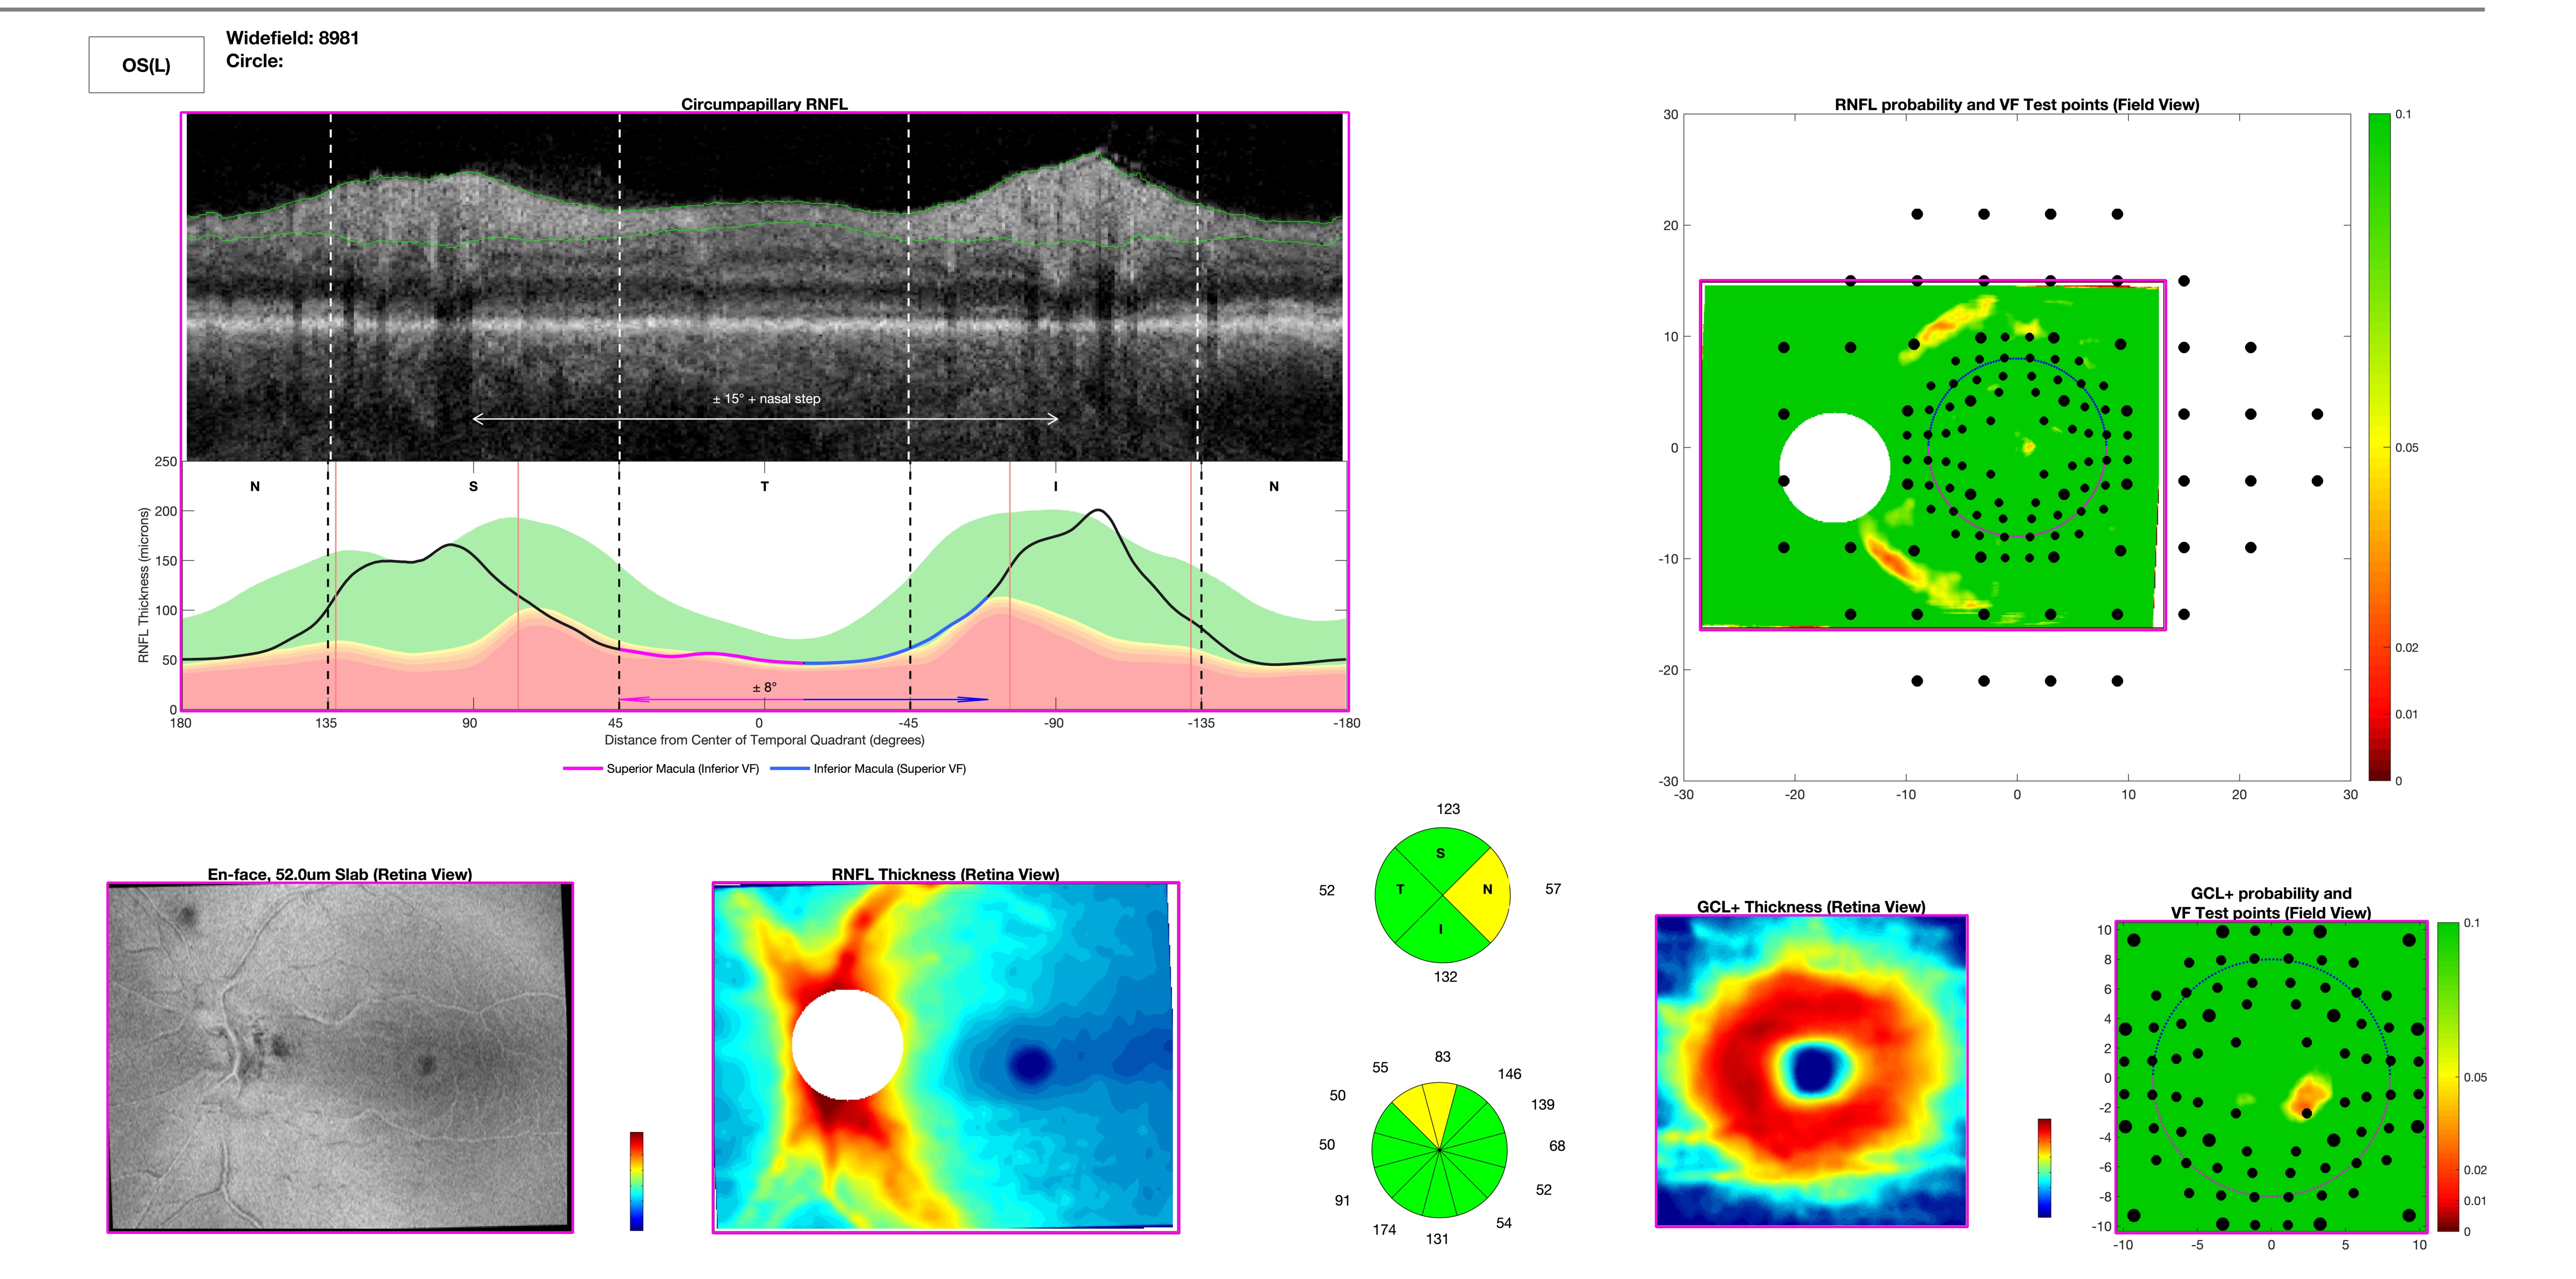 OS(L)
Widefield: 8981
Circle:
Circumpapillary RNFL
± 15° + nasal step
N S T I N
250
200
150
100
50
0
RNFL Thickness (microns)
± 8°
180 135 90 45 0 -45 -90 -135 -180
Distance from Center of Temporal Quadrant (degrees)
Superior Macula (Inferior VF) Inferior Macula (Superior VF)
RNFL probability and VF Test points (Field View)
30
20
10
0
-10
-20
-30
-30 -20 -10 0 10 20 30
0.1
0.05
0.02
0.01
0
En-face, 52.0um Slab (Retina View)
RNFL Thickness (Retina View)
123
S
52 T N 57
I
132
83
55 146
50 139
50 68
91 52
174 54
131
GCL+ Thickness (Retina View)
GCL+ probability and
VF Test points (Field View)
10
8
6
4
2
0
-2
-4
-6
-8
-10
-10 -5 0 5 10
0.1
0.05
0.02
0.01
0